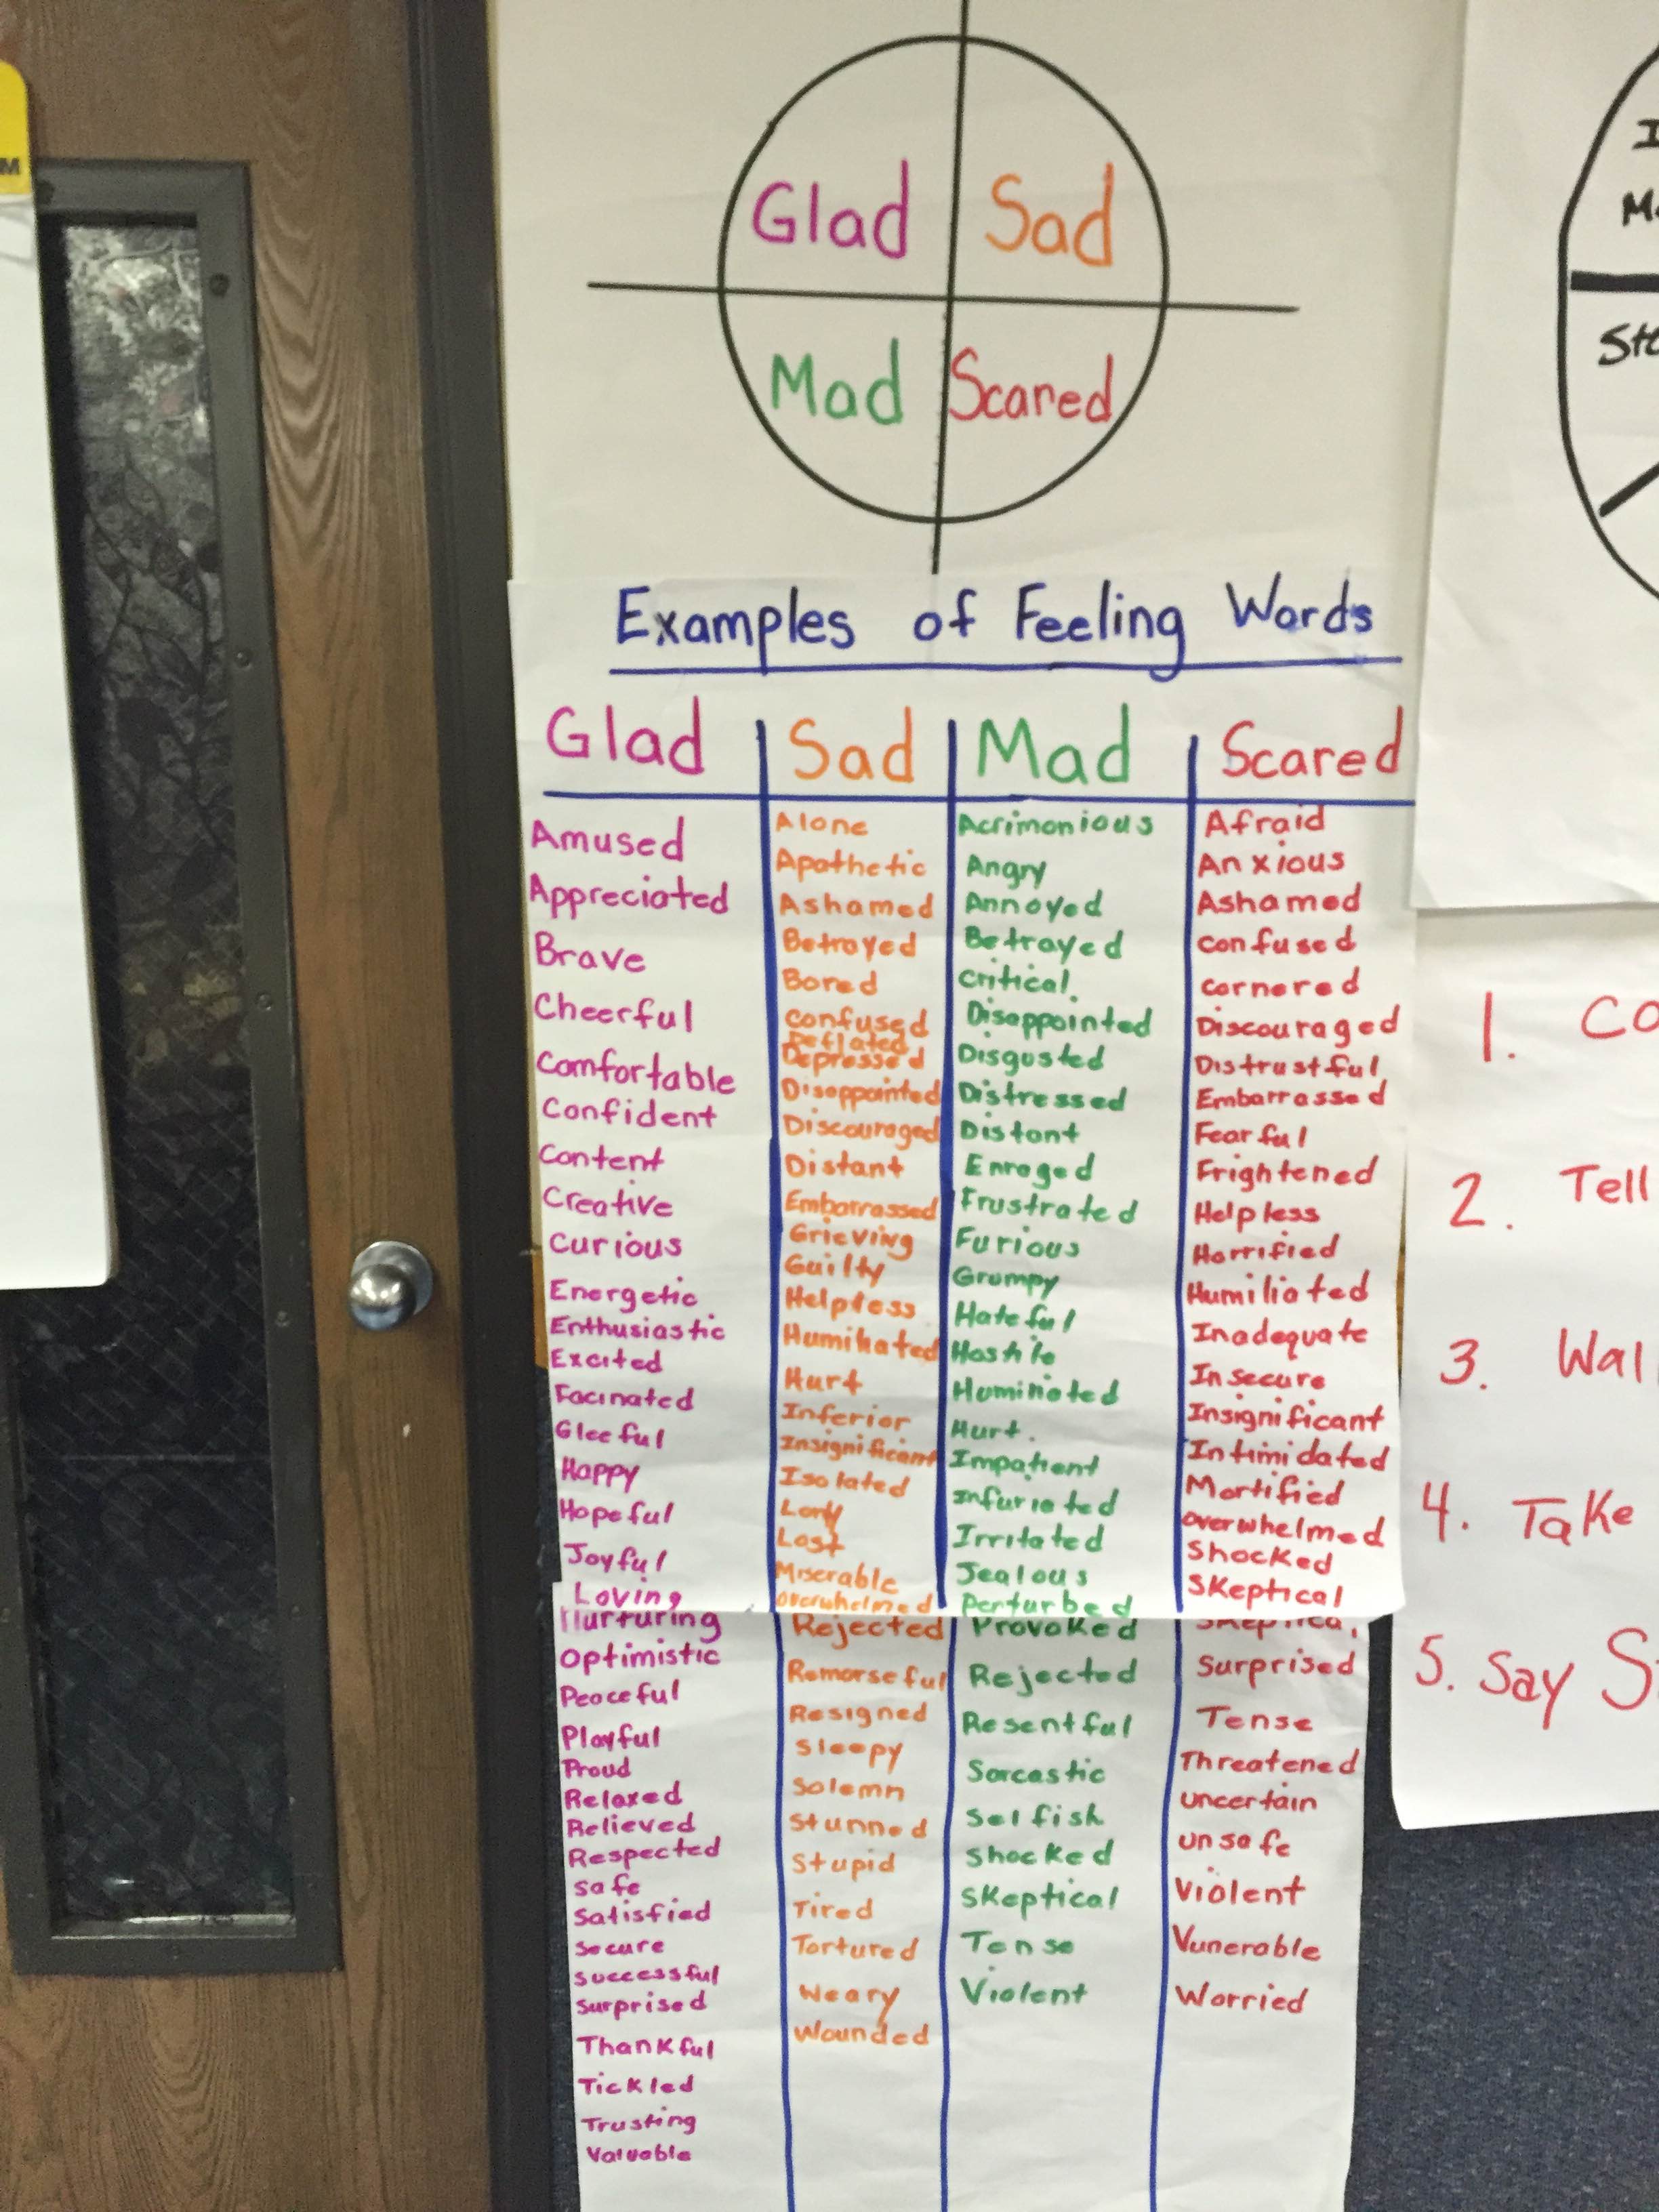 M
Glad Sad
Mad Scared
Examples of Feeling Words
Glad
Amused
Appreciated
Brave
Cheerful
Comfortable
Confident
Content
Creative
Curious
Energetic
Enthusiastic
Excited
Facinated
Gleeful
Happy
Hopeful
Joyful
Loving
Nurturing
Optimistic
Peaceful
Playful
Proud
Relaxed
Relieved
Respected
Safe
Satisfied
Secure
Successful
Surprised
Thankful
Tickled
Trusting
Valuable
Sad
Alone
Apathetic
Ashamed
Betrayed
Bored
Confused
Deflated
Depressed
Disappointed
Discouraged
Distant
Embarrassed
Grieving
Guilty
Helpless
Humiliated
Hurt
Inferior
Insignificant
Isolated
Lost
Miserable
Overwhelmed
Rejected
Remorseful
Resigned
Sleepy
Solemn
Stunned
Stupid
Tired
Tortured
Weary
Wounded
Mad
Acrimonious
Angry
Annoyed
Betrayed
Critical
Disappointed
Disgusted
Distressed
Distant
Enraged
Frustrated
Furious
Grumpy
Hateful
Hostile
Hurt.
Impatient
Infuriated
Irritated
Jealous
Perturbed
Provoked
Rejected
Resentful
Sarcastic
Selfish
Shocked
Skeptical
Tense
Violent
Scared
Afraid
Anxious
Ashamed
Confused
Cornered
Discouraged
Distrustful
Embarrassed
Fearful
Frightened
Helpless
Horrified
Humiliated
Inadequate
Insecure
Insignificant
Intimidated
Mortified
Overwhelmed
Shocked
Skeptical
Surprised
Tense
Threatened
Uncertain
Unsafe
Violent
Vunerable
Worried
1. Co
2. Tell
3. Wal
4. Take
5. Say S